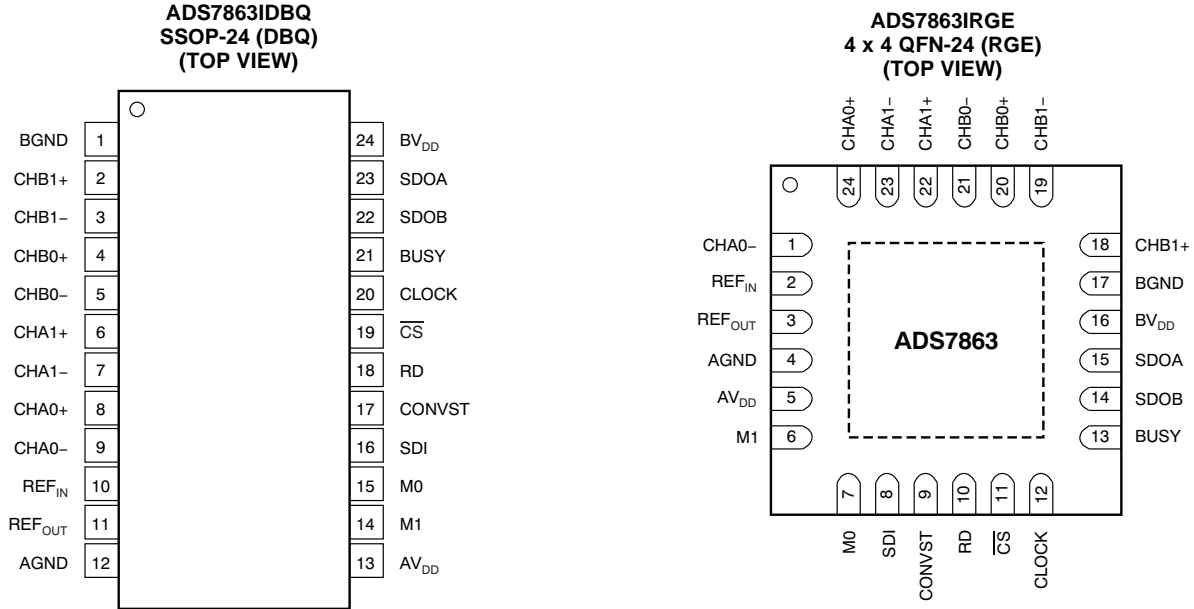 ADS7863IDBQ
SSOP-24 (DBQ)
(TOP VIEW)
BGND 1
CHB1+ 2
CHB1− 3
CHB0+ 4
CHB0− 5
CHA1+ 6
CHA1− 7
CHA0+ 8
CHA0− 9
REFIN 10
REFOUT 11
AGND 12
24 BVDD
23 SDOA
22 SDOB
21 BUSY
20 CLOCK
19 CS
18 RD
17 CONVST
16 SDI
15 M0
14 M1
13 AVDD
ADS7863IRGE
4 x 4 QFN-24 (RGE)
(TOP VIEW)
CHA0+ CHA1− CHA1+ CHB0− CHB0+ CHB1−
24 23 22 21 20 19
CHA0− 1
REFIN 2
REFOUT 3
AGND 4
AVDD 5
M1 6
ADS7863
18 CHB1+
17 BGND
16 BVDD
15 SDOA
14 SDOB
13 BUSY
7 8 9 10 11 12
M0 SDI CONVST RD CS CLOCK